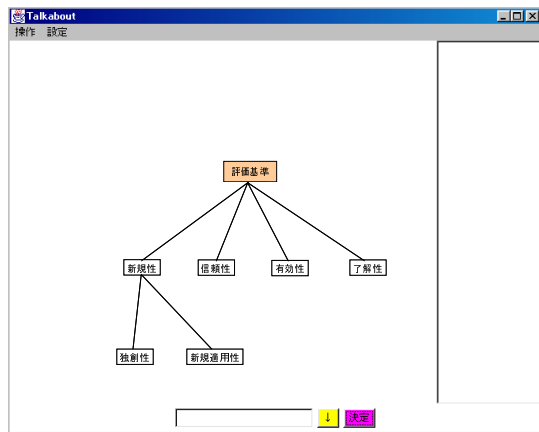 Talkabout
操作 設定
評価基準
新規性 信頼性 有効性 了解性
独創性 新規適用性
↓ 決定